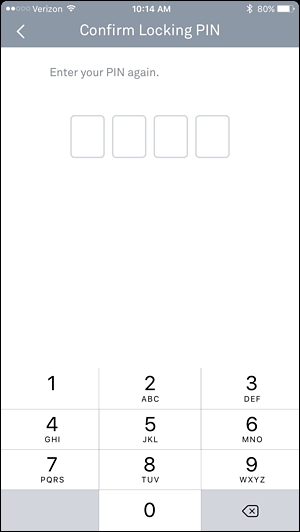 Verizon 10:14 AM 80%
Confirm Locking PIN
Enter your PIN again.
1 2 3
ABC DEF
4 5 6
GHI JKL MNO
7 8 9
PQRS TUV WXYZ
0